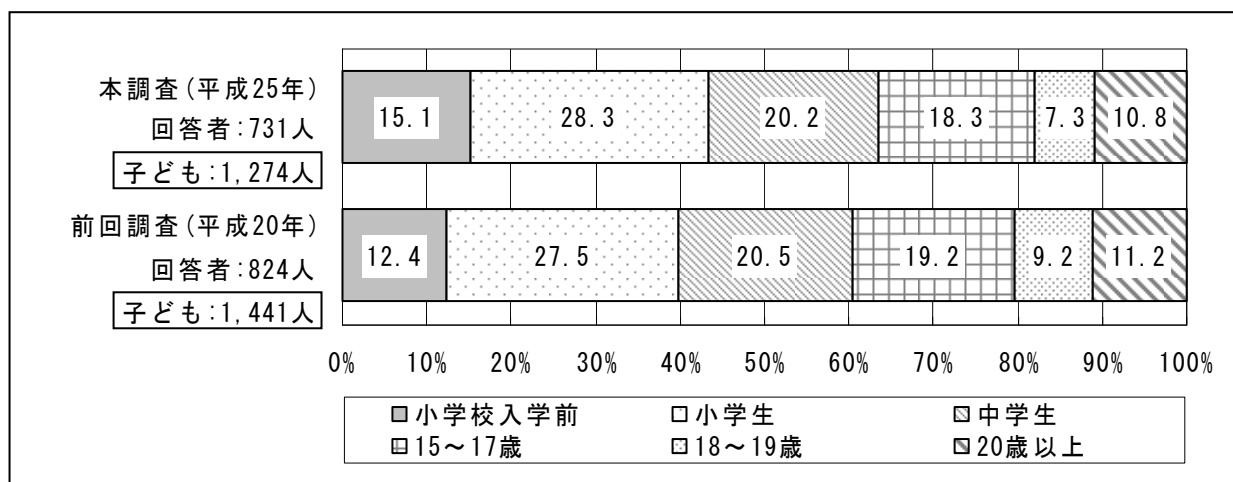 本調査(平成25年)
回答者:731人
子ども:1,274人
15.1 28.3 20.2 18.3 7.3 10.8
前回調査(平成20年)
回答者:824人
子ども:1,441人
12.4 27.5 20.5 19.2 9.2 11.2
0% 10% 20% 30% 40% 50% 60% 70% 80% 90% 100%
小学校入学前 小学生 中学生
15～17歳 18～19歳 20歳以上